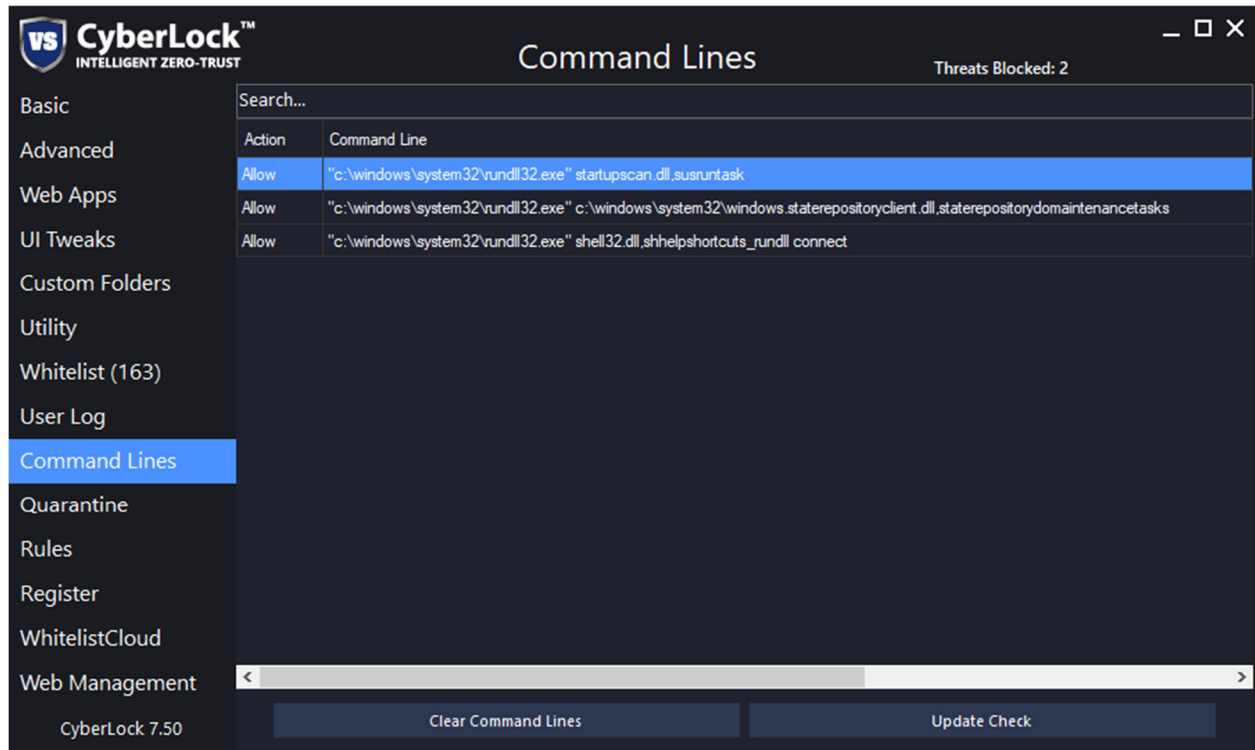 VS CyberLock™
INTELLIGENT ZERO-TRUST
Command Lines
Threats Blocked: 2
Basic
Advanced
Web Apps
UI Tweaks
Custom Folders
Utility
Whitelist (163)
User Log
Command Lines
Quarantine
Rules
Register
WhitelistCloud
Web Management
CyberLock 7.50
Search...
Action Command Line
Allow "c:\windows\system32\rundll32.exe" startupscan.dll,susruntask
Allow "c:\windows\system32\rundll32.exe" c:\windows\system32\windows.staterepositoryclient.dll,staterepositorydomaintenancetasks
Allow "c:\windows\system32\rundll32.exe" shell32.dll,shhelpshortcuts_rundll connect
Clear Command Lines
Update Check